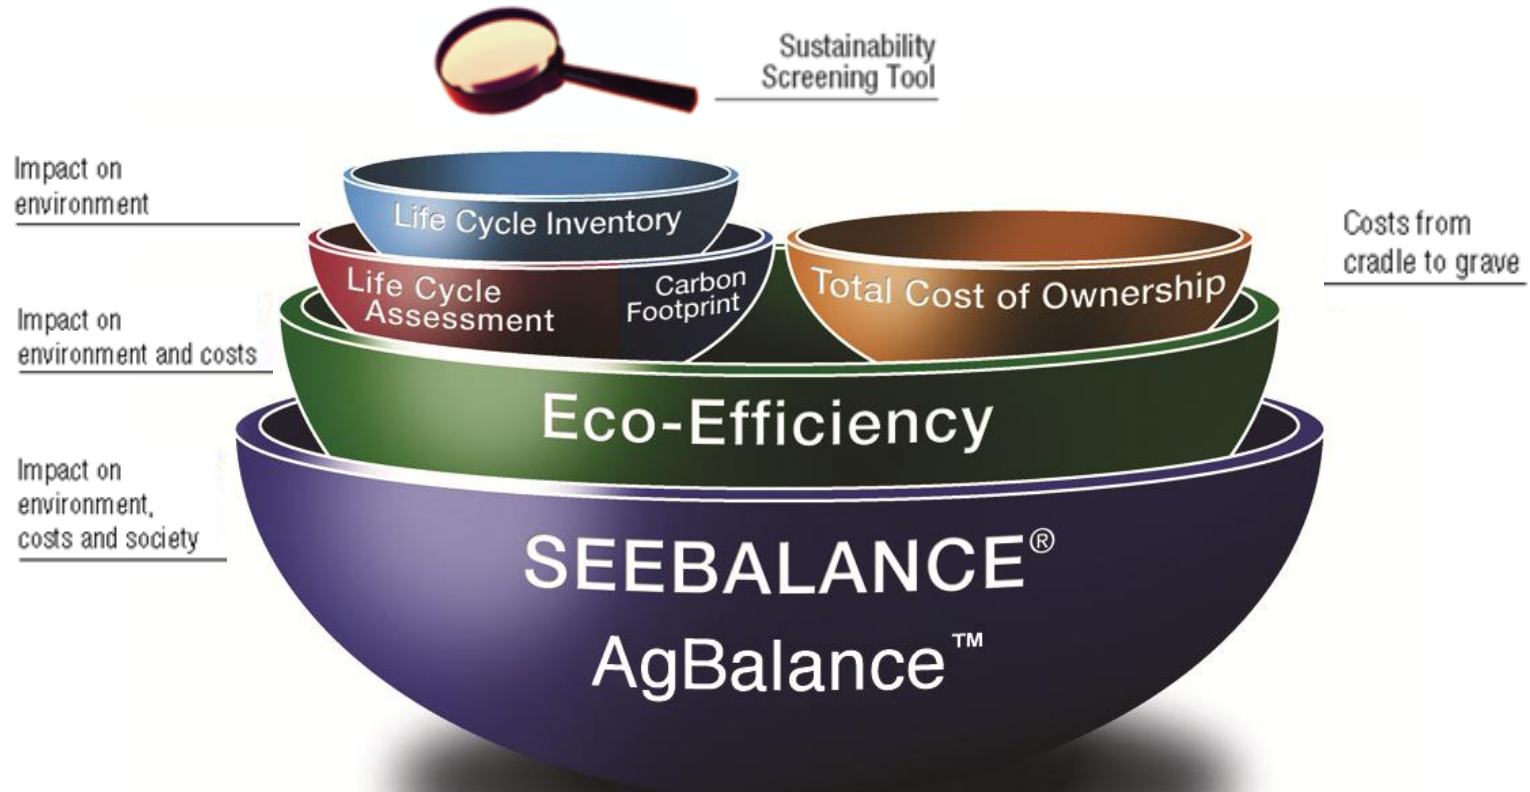 Sustainability
Screening Tool
Impact on
environment
Life Cycle Inventory
Costs from
cradle to grave
Life Cycle
Assessment
Carbon
Footprint
Total Cost of Ownership
Impact on
environment and costs
Eco-Efficiency
Impact on
environment,
costs and society
SEEBALANCE®
AgBalance™